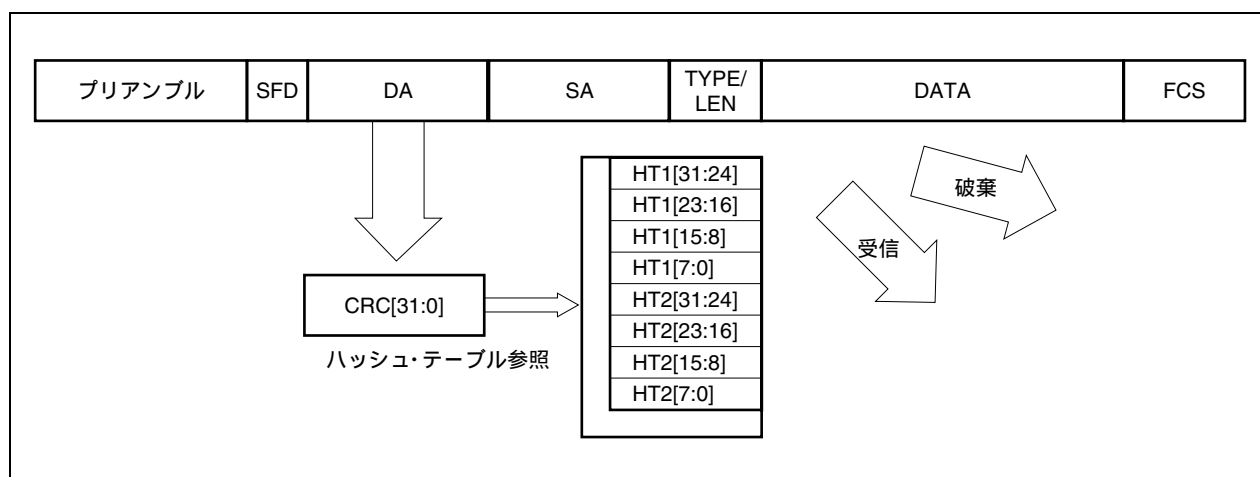 プリアンブル
SFD
DA
SA
TYPE/
LEN
DATA
FCS
HT1[31:24]
HT1[23:16]
HT1[15:8]
HT1[7:0]
HT2[31:24]
HT2[23:16]
HT2[15:8]
HT2[7:0]
破棄
受信
CRC[31:0]
ハッシュ・テーブル参照